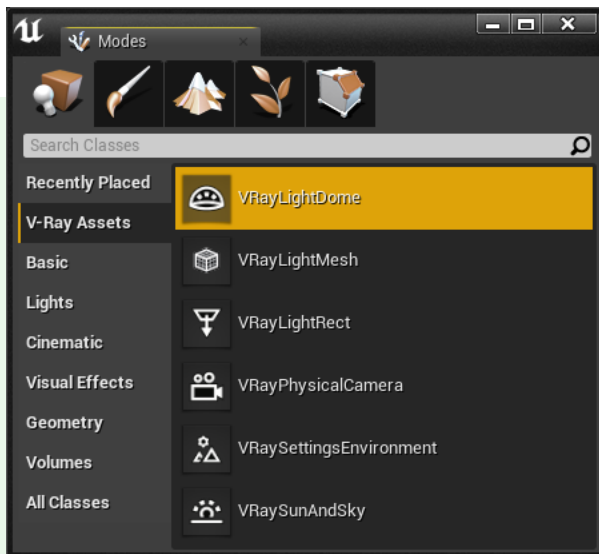 Modes
Search Classes
Recently Placed
V-Ray Assets
Basic
Lights
Cinematic
Visual Effects
Geometry
Volumes
All Classes
VRayLightDome
VRayLightMesh
VRayLightRect
VRayPhysicalCamera
VRaySettingsEnvironment
VRaySunAndSky